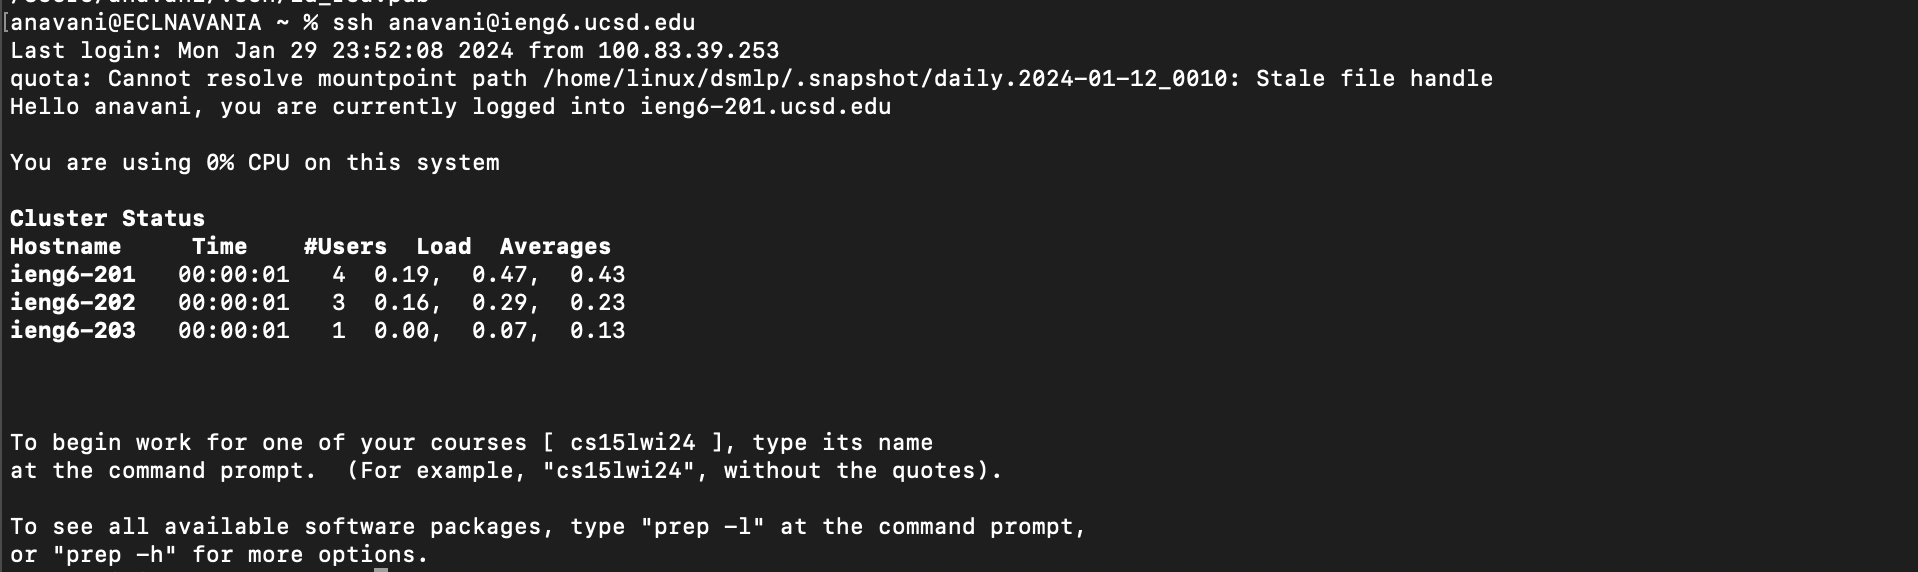 [anavani@ECLNAVANIA ~ % ssh anavani@ieng6.ucsd.edu
Last login: Mon Jan 29 23:52:08 2024 from 100.83.39.253
quota: Cannot resolve mountpoint path /home/linux/dsmlp/.snapshot/daily.2024-01-12_0010: Stale file handle
Hello anavani, you are currently logged into ieng6-201.ucsd.edu
You are using 0% CPU on this system
Cluster Status
Hostname     Time    #Users  Load  Averages
ieng6-201   00:00:01   4  0.19,  0.47,  0.43
ieng6-202   00:00:01   3  0.16,  0.29,  0.23
ieng6-203   00:00:01   1  0.00,  0.07,  0.13
To begin work for one of your courses [ cs15lwi24 ], type its name
at the command prompt.  (For example, "cs15lwi24", without the quotes).
To see all available software packages, type "prep -l" at the command prompt,
or "prep -h" for more options.